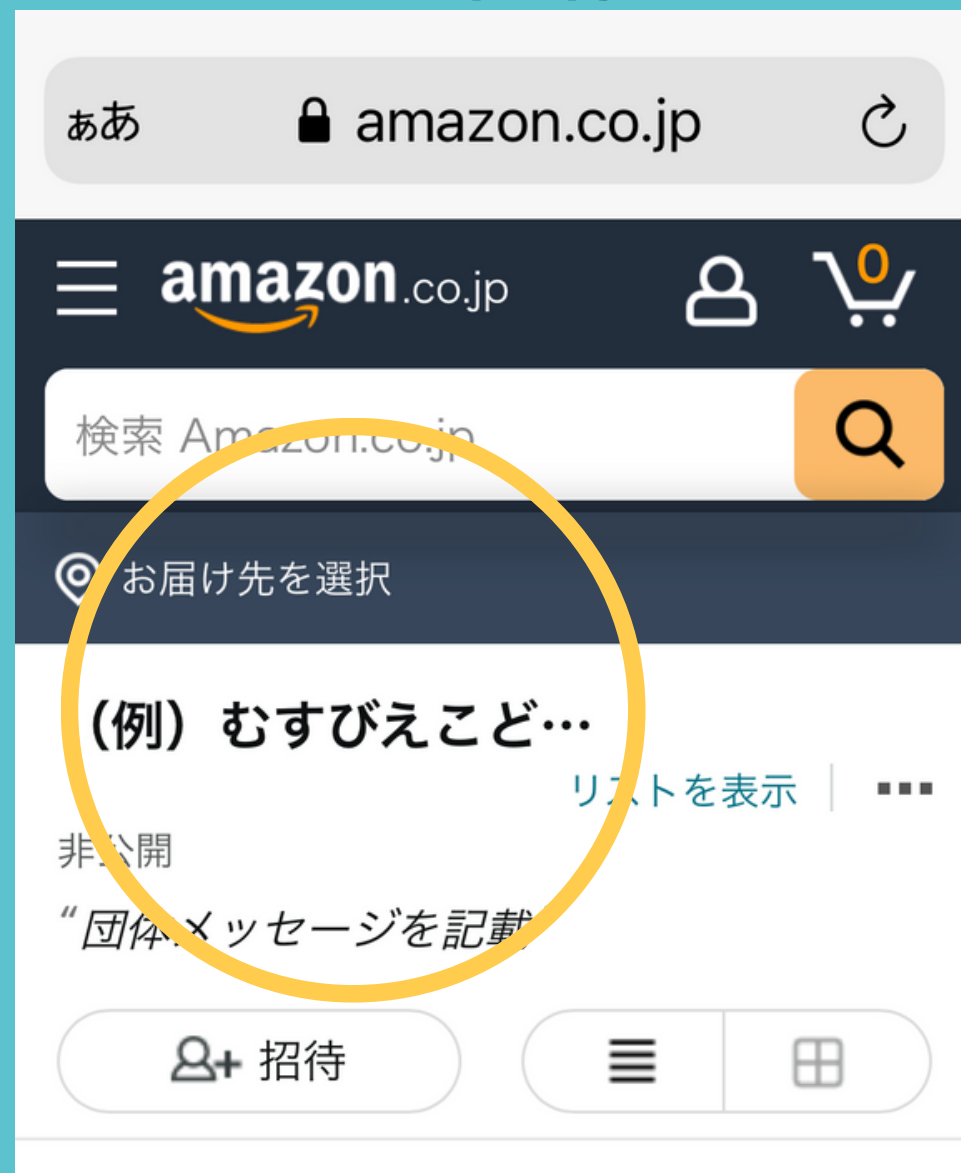 ぁあ amazon.co.jp
amazon.co.jp
0
検索 Amazon.co.jp
お届け先を選択
（例）むすびえこど…
リストを表示
非公開
“団体メッセージを記載
招待